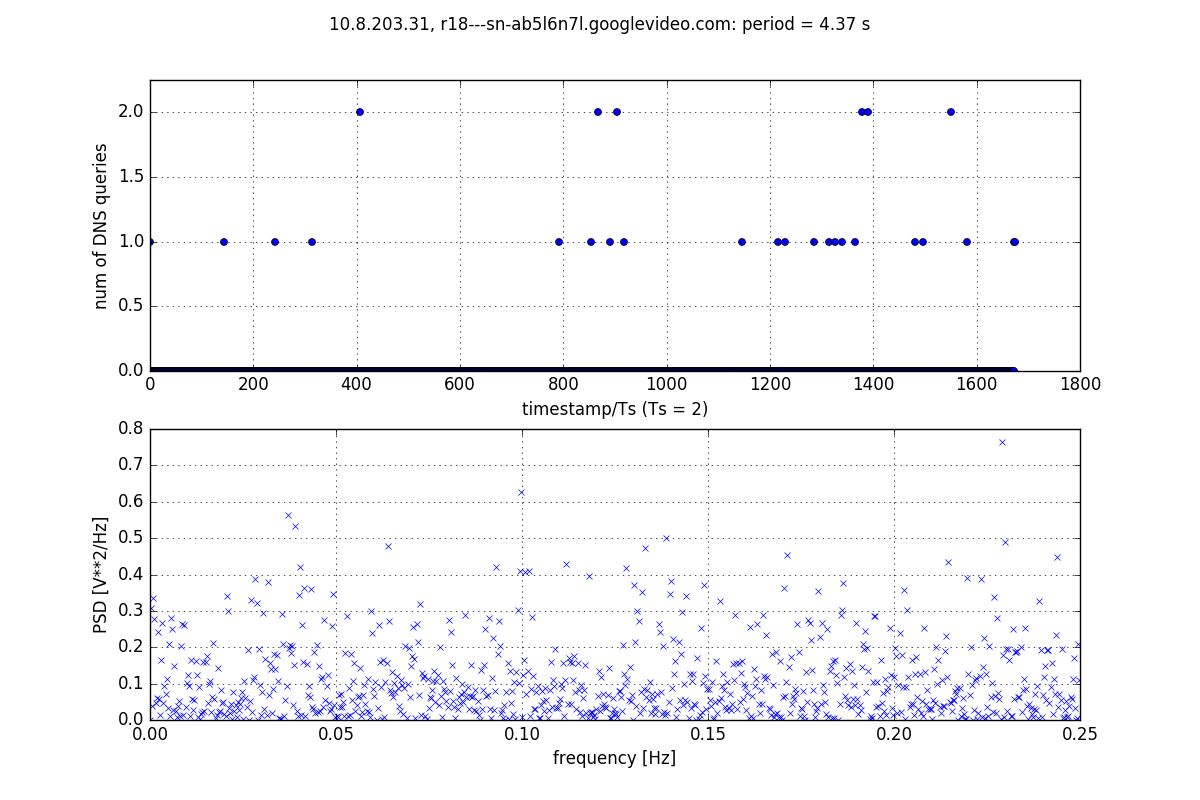 10.8.203.31, r18---sn-ab5l6n7l.googlevideo.com: period = 4.37 s
2.0
1.5
1.0
0.5
0.0
num of DNS queries
0 200 400 600 800 1000 1200 1400 1600 1800
timestamp/Ts (Ts = 2)
0.8
0.7
0.6
0.5
0.4
0.3
0.2
0.1
0.0
PSD [V**2/Hz]
0.00 0.05 0.10 0.15 0.20 0.25
frequency [Hz]